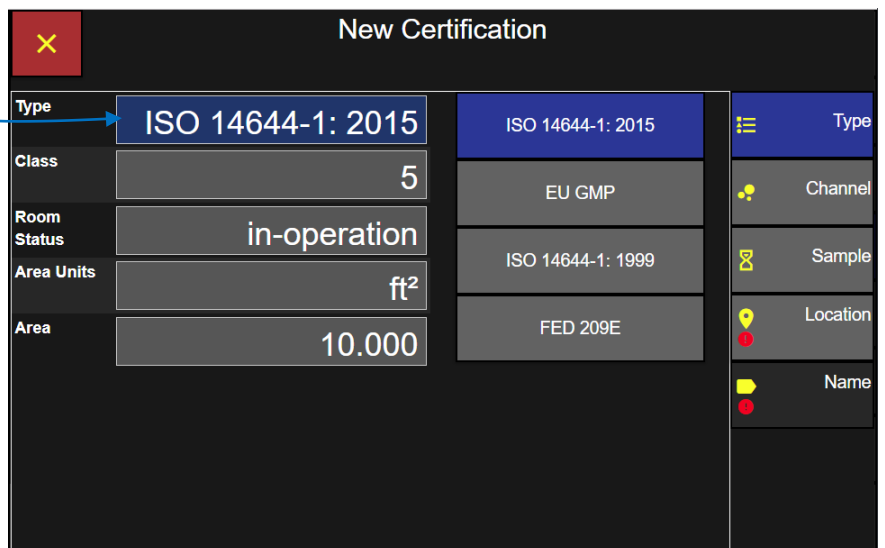 New Certification
Type
ISO 14644-1: 2015
Class
5
Room
Status
in-operation
Area Units
ft²
Area
10.000
ISO 14644-1: 2015
EU GMP
ISO 14644-1: 1999
FED 209E
Type
Channel
Sample
Location
Name